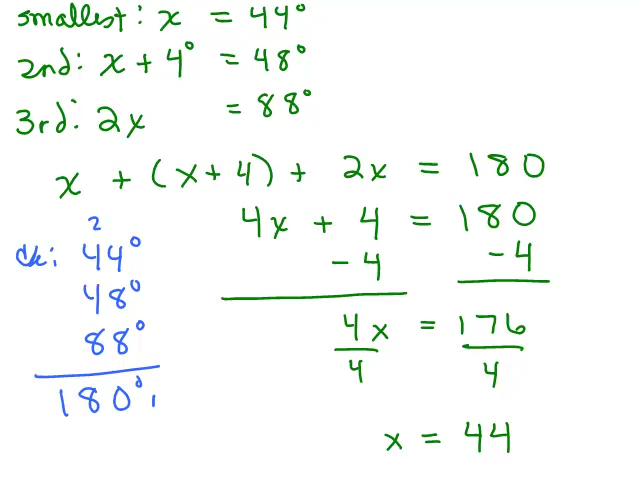 smallest: x = 44°
2nd: x + 4° = 48°
3rd: 2x = 88°
x + (x + 4) + 2x = 180
4x + 4 = 180
- 4 - 4
4x = 176
4 4
x = 44
2
ck: 44°
48°
88°
180°